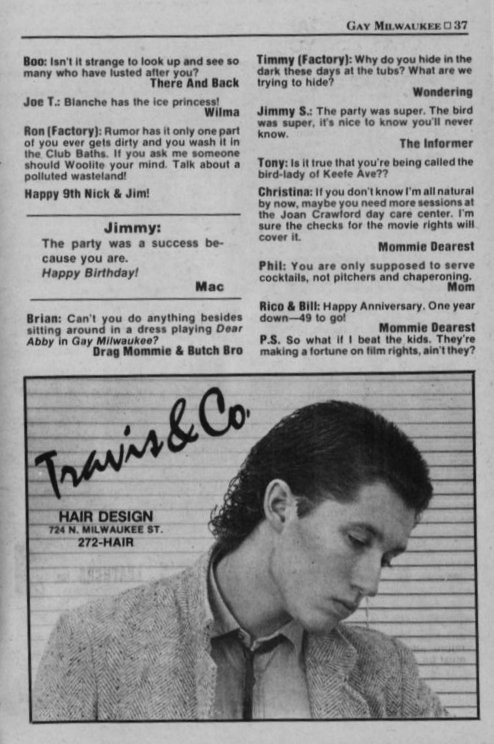 GAY MILWAUKEE □ 37
Boo: Isn't it strange to look up and see so
many who have lusted after you?
There And Back
Joe T.: Blanche has the ice princess!
Wilma
Ron (Factory): Rumor has it only one part
of you ever gets dirty and you wash it in
the Club Baths. If you ask me someone
should Woolite your mind. Talk about a
polluted wasteland!
Happy 9th Nick & Jim!
Jimmy:
The party was a success be-
cause you are.
Happy Birthday!
Mac
Brian: Can't you do anything besides
sitting around in a dress playing Dear
Abby in Gay Milwaukee?
Drag Mommie & Butch Bro
Timmy (Factory): Why do you hide in the
dark these days at the tubs? What are we
trying to hide?
Wondering
Jimmy S.: The party was super. The bird
was super, it's nice to know you'll never
know.
The Informer
Tony: Is it true that you're being called the
bird-lady of Keefe Ave??
Christina: If you don't know I'm all natural
by now, maybe you need more sessions at
the Joan Crawford day care center. I'm
sure the checks for the movie rights will
cover it.
Mommie Dearest
Phil: You are only supposed to serve
cocktails, not pitchers and chaperoning.
Mom
Rico & Bill: Happy Anniversary. One year
down—49 to go!
Mommie Dearest
P.S. So what if I beat the kids. They're
making a fortune on film rights, ain't they?
Travis & Co.
HAIR DESIGN
724 N. MILWAUKEE ST.
272-HAIR